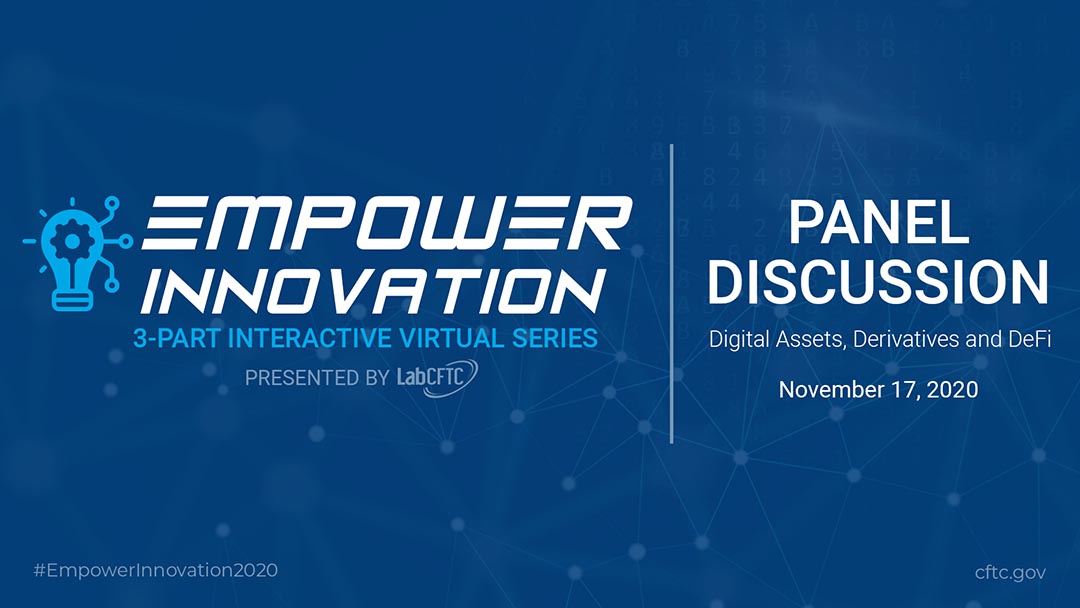 EMPOWER
INNOVATION
3-PART INTERACTIVE VIRTUAL SERIES
PRESENTED BY LabCFTC
PANEL
DISCUSSION
Digital Assets, Derivatives and DeFi
November 17, 2020
#EmpowerInnovation2020
cftc.gov